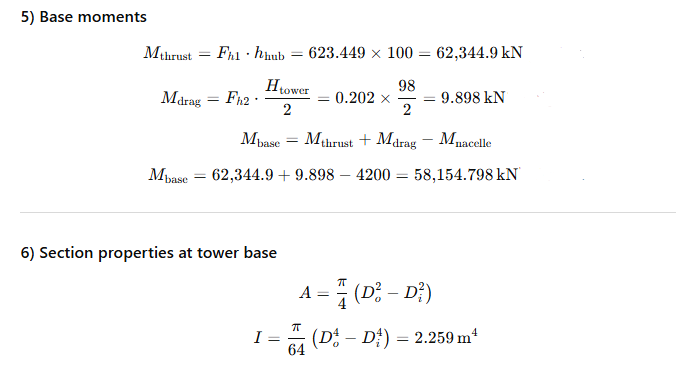 5) Base moments
M_thrust = F_h1 · h_hub = 623.449 × 100 = 62,344.9 kN
M_drag = F_h2 · H_tower/2 = 0.202 × 98/2 = 9.898 kN
M_base = M_thrust + M_drag − M_nacelle
M_base = 62,344.9 + 9.898 − 4200 = 58,154.798 kN
6) Section properties at tower base
A = π/4 (D_o^2 − D_i^2)
I = π/64 (D_o^4 − D_i^4) = 2.259 m^4